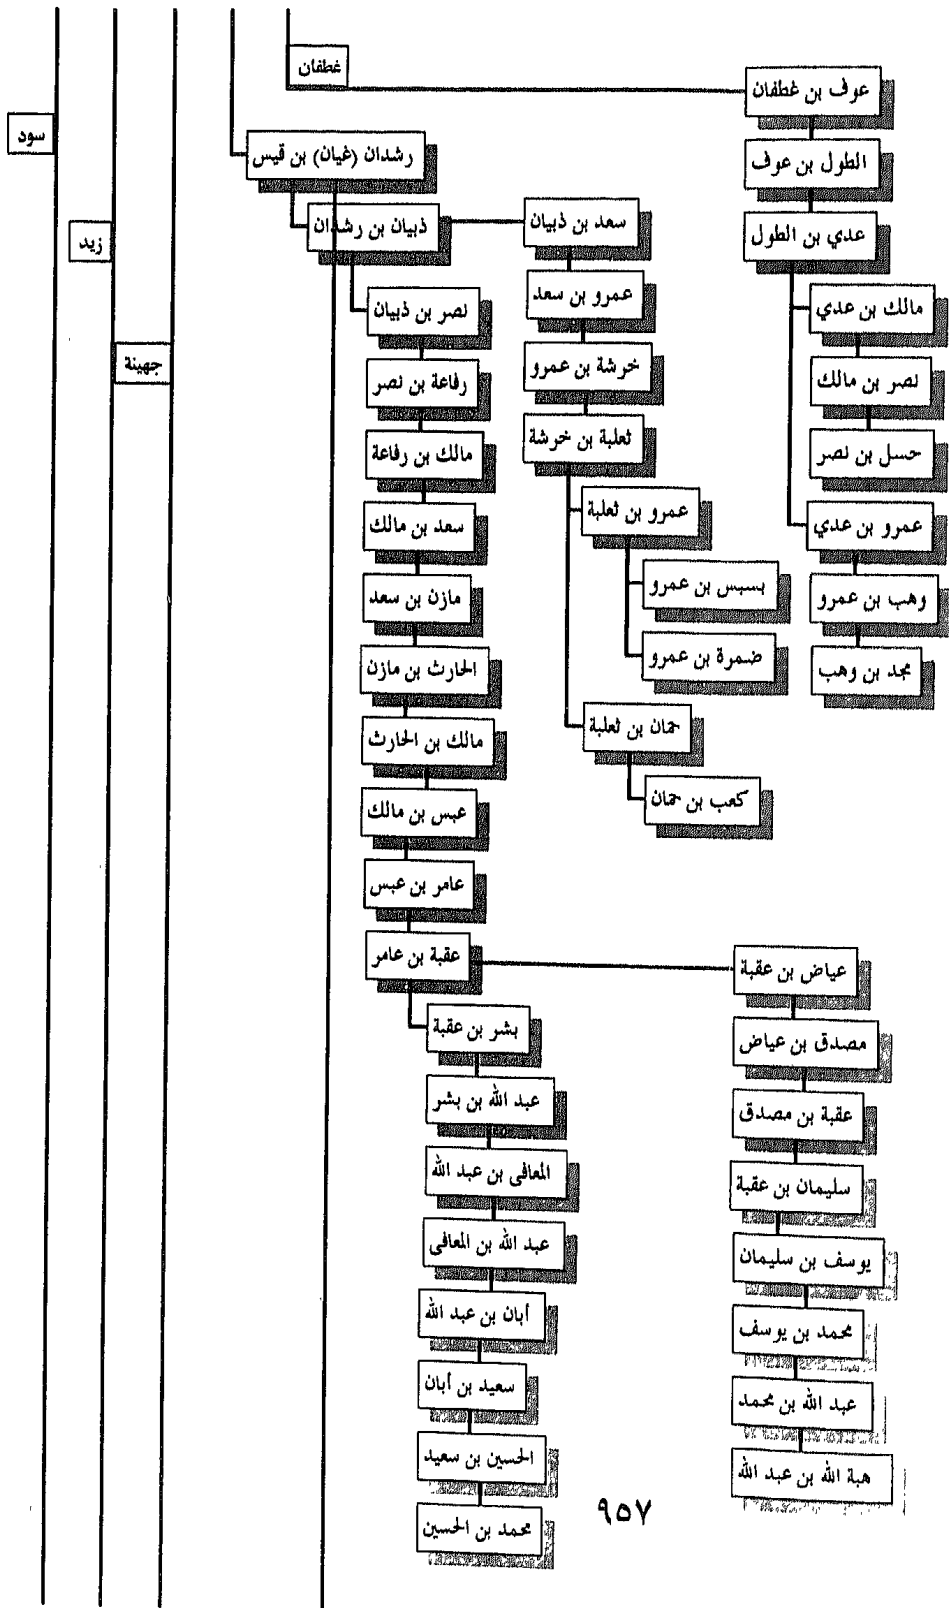 غطفان
عوف بن غطفان
الطول بن عوف
عدي بن الطول
مالك بن عدي
نصر بن مالك
حسل بن نصر
عمرو بن عدي
وهب بن عمرو
مجد بن وهب
سود
زيد
جهينة
رشدان (غيان) بن قيس
ذبيان بن رشدان
سعد بن ذبيان
عمرو بن سعد
خرشة بن عمرو
ثعلبة بن خرشة
عمرو بن ثعلبة
بسبس بن عمرو
ضمرة بن عمرو
حمان بن ثعلبة
كعب بن حمان
نصر بن ذبيان
رفاعة بن نصر
مالك بن رفاعة
سعد بن مالك
مازن بن سعد
الحارث بن مازن
مالك بن الحارث
عبس بن مالك
عامر بن عبس
عقبة بن عامر
عياض بن عقبة
مصدق بن عياض
عقبة بن مصدق
سليمان بن عقبة
يوسف بن سليمان
محمد بن يوسف
عبد الله بن محمد
هبة الله بن عبد الله
بشر بن عقبة
عبد الله بن بشر
المعافى بن عبد الله
عبد الله بن المعافى
أبان بن عبد الله
سعيد بن أبان
الحسين بن سعيد
محمد بن الحسين
٩٥٧